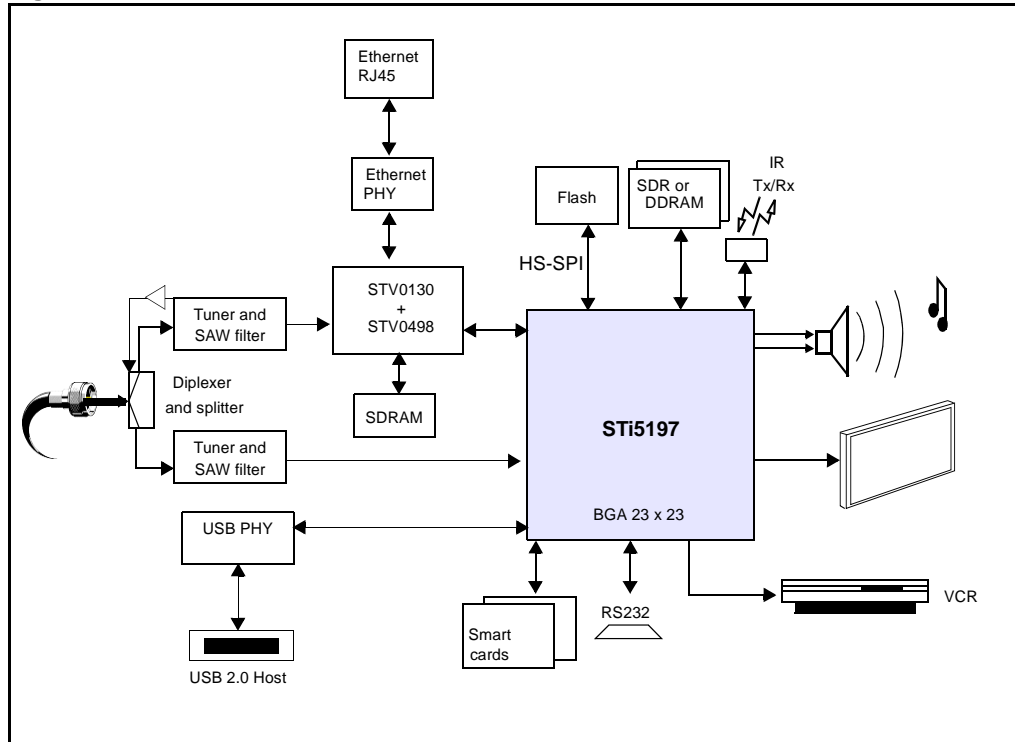 Ethernet
RJ45
Ethernet
PHY
Flash
SDR or
DDRAM
IR
Tx/Rx
HS-SPI
STV0130
+
STV0498
Tuner and
SAW filter
Diplexer
and splitter
SDRAM
STi5197
Tuner and
SAW filter
BGA 23 x 23
USB PHY
USB 2.0 Host
Smart
cards
RS232
VCR